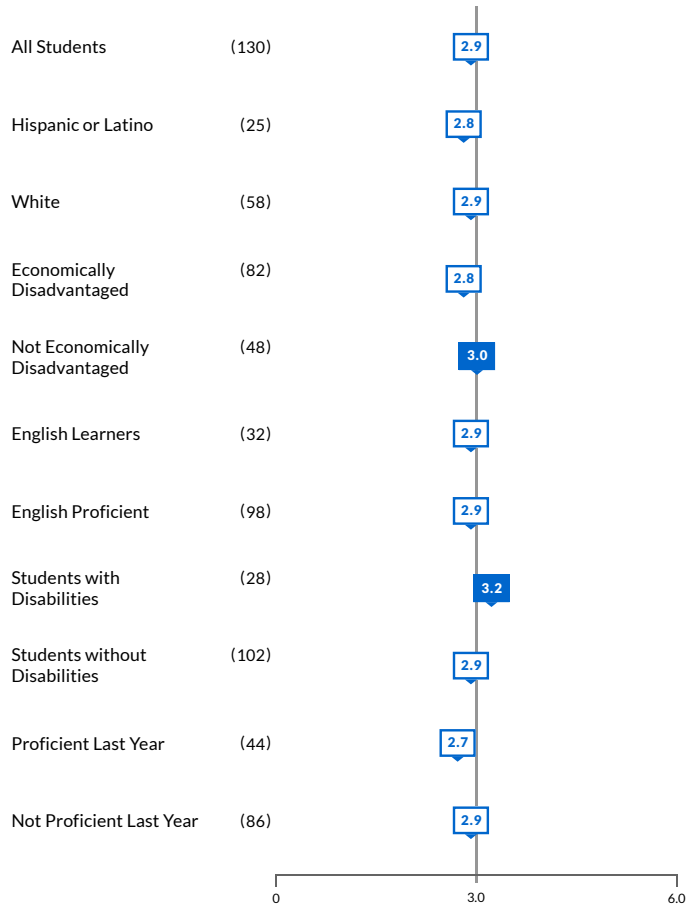 All Students (130) 2.9
Hispanic or Latino (25) 2.8
White (58) 2.9
Economically (82) 2.8
Disadvantaged
Not Economically (48) 3.0
Disadvantaged
English Learners (32) 2.9
English Proficient (98) 2.9
Students with (28) 3.2
Disabilities
Students without (102) 2.9
Disabilities
Proficient Last Year (44) 2.7
Not Proficient Last Year (86) 2.9
0 3.0 6.0